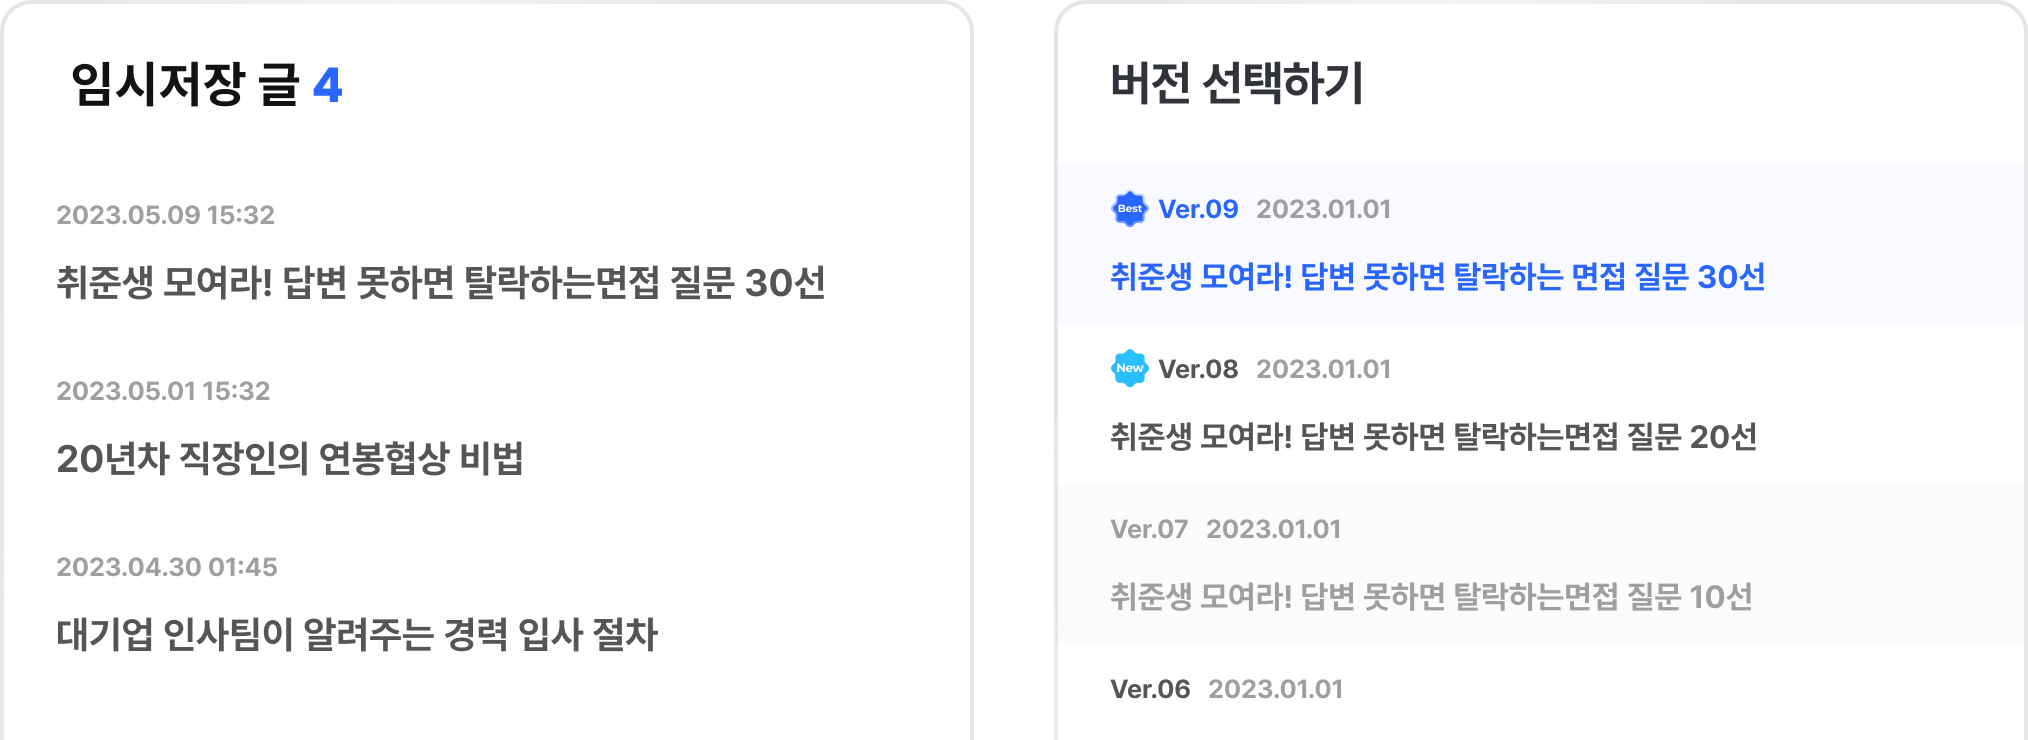 임시저장 글 4
2023.05.09 15:32
취준생 모여라! 답변 못하면 탈락하는면접 질문 30선
2023.05.01 15:32
20년차 직장인의 연봉협상 비법
2023.04.30 01:45
대기업 인사팀이 알려주는 경력 입사 절차
버전 선택하기
Best Ver.09 2023.01.01
취준생 모여라! 답변 못하면 탈락하는 면접 질문 30선
New Ver.08 2023.01.01
취준생 모여라! 답변 못하면 탈락하는면접 질문 20선
Ver.07 2023.01.01
취준생 모여라! 답변 못하면 탈락하는면접 질문 10선
Ver.06 2023.01.01